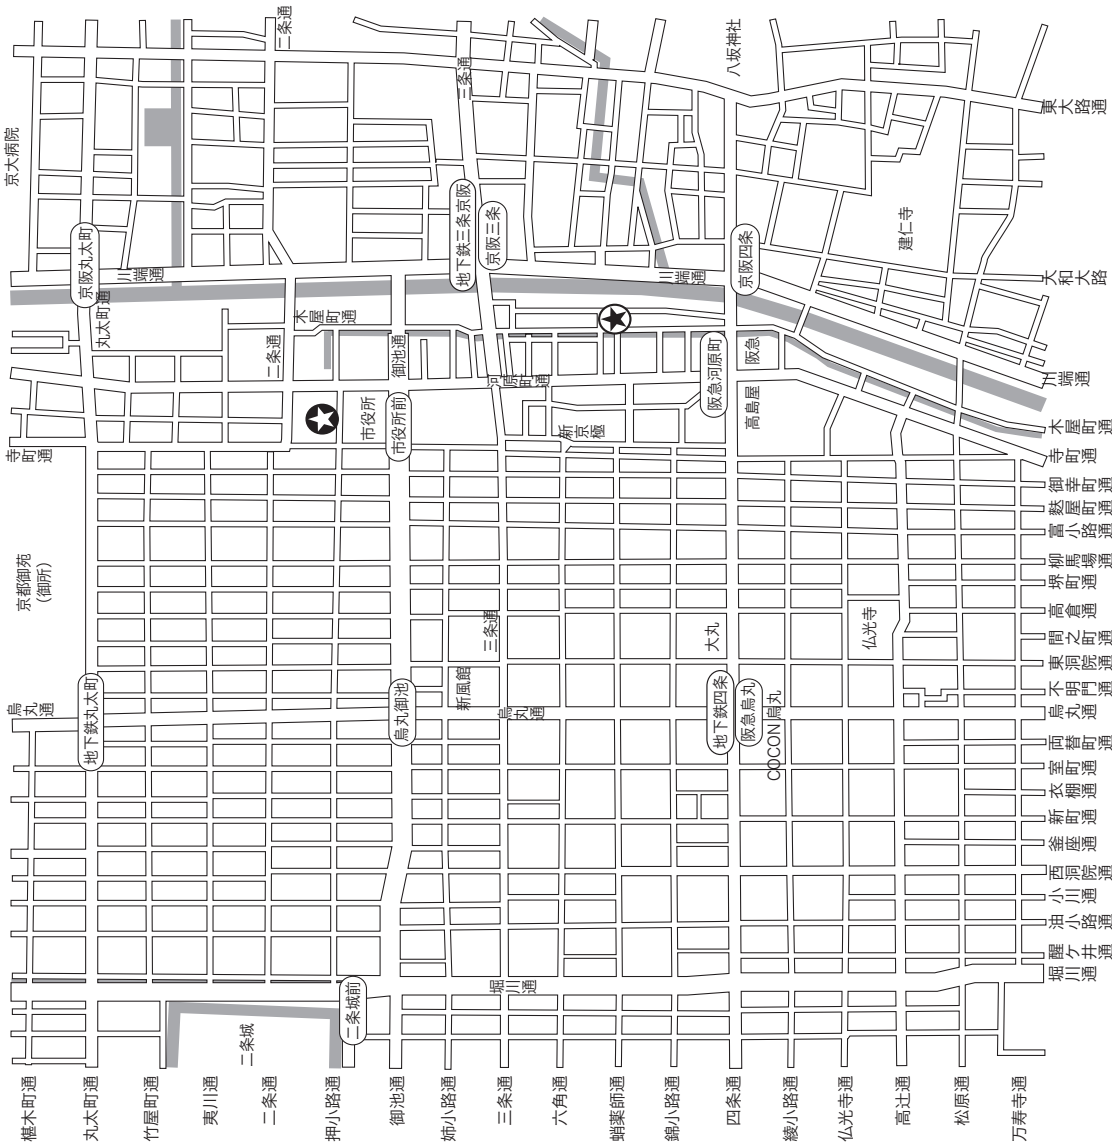 京大病院
二条通
三条通
八坂神社
東大路通
京阪丸太町
川端通
地下鉄三条京阪
京阪三条
川端通
京阪四条
建仁寺
大和大路
丸太町通
木屋町通
二条通
御池通
河原町通
阪急河原町
阪急
川端通
寺町通
市役所
市役所前
新京極
高島屋
木屋町通
寺町通
御幸町通
麩屋町通
富小路通
柳馬場通
堺町通
高倉通
間之町通
東洞院通
不明門通
烏丸通
両替町通
室町通
衣棚通
新町通
釜座通
西洞院通
小川通
油小路通
醒ケ井通
堀川通
京都御苑
(御所)
三条通
大丸
仏光寺
烏丸通
地下鉄丸太町
烏丸御池
新風館
烏丸通
地下鉄四条
阪急烏丸
COCON烏丸
堀川通
二条城前
二条城
椹木町通
丸太町通
竹屋町通
夷川通
二条通
押小路通
御池通
姉小路通
三条通
六角通
蛸薬師通
錦小路通
四条通
綾小路通
仏光寺通
高辻通
松原通
万寿寺通